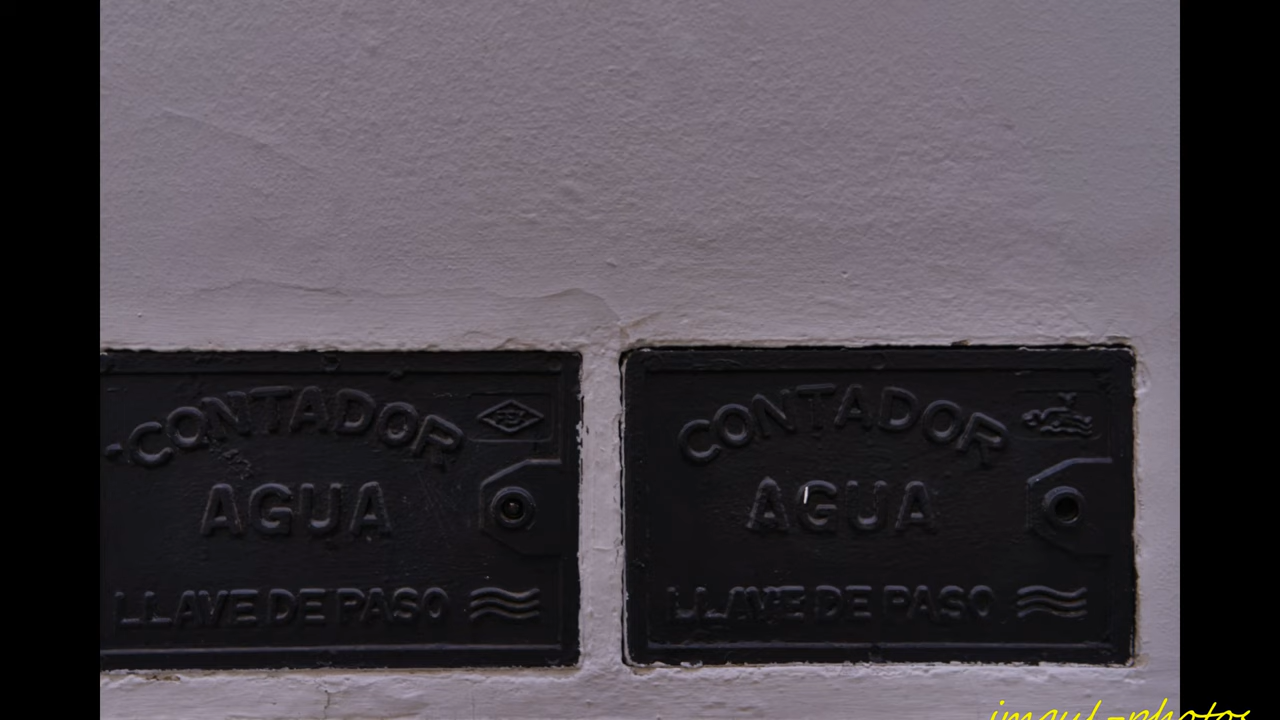 CONTADOR
AGUA
LLAVE DE PASO
CONTADOR
AGUA
LLAVE DE PASO